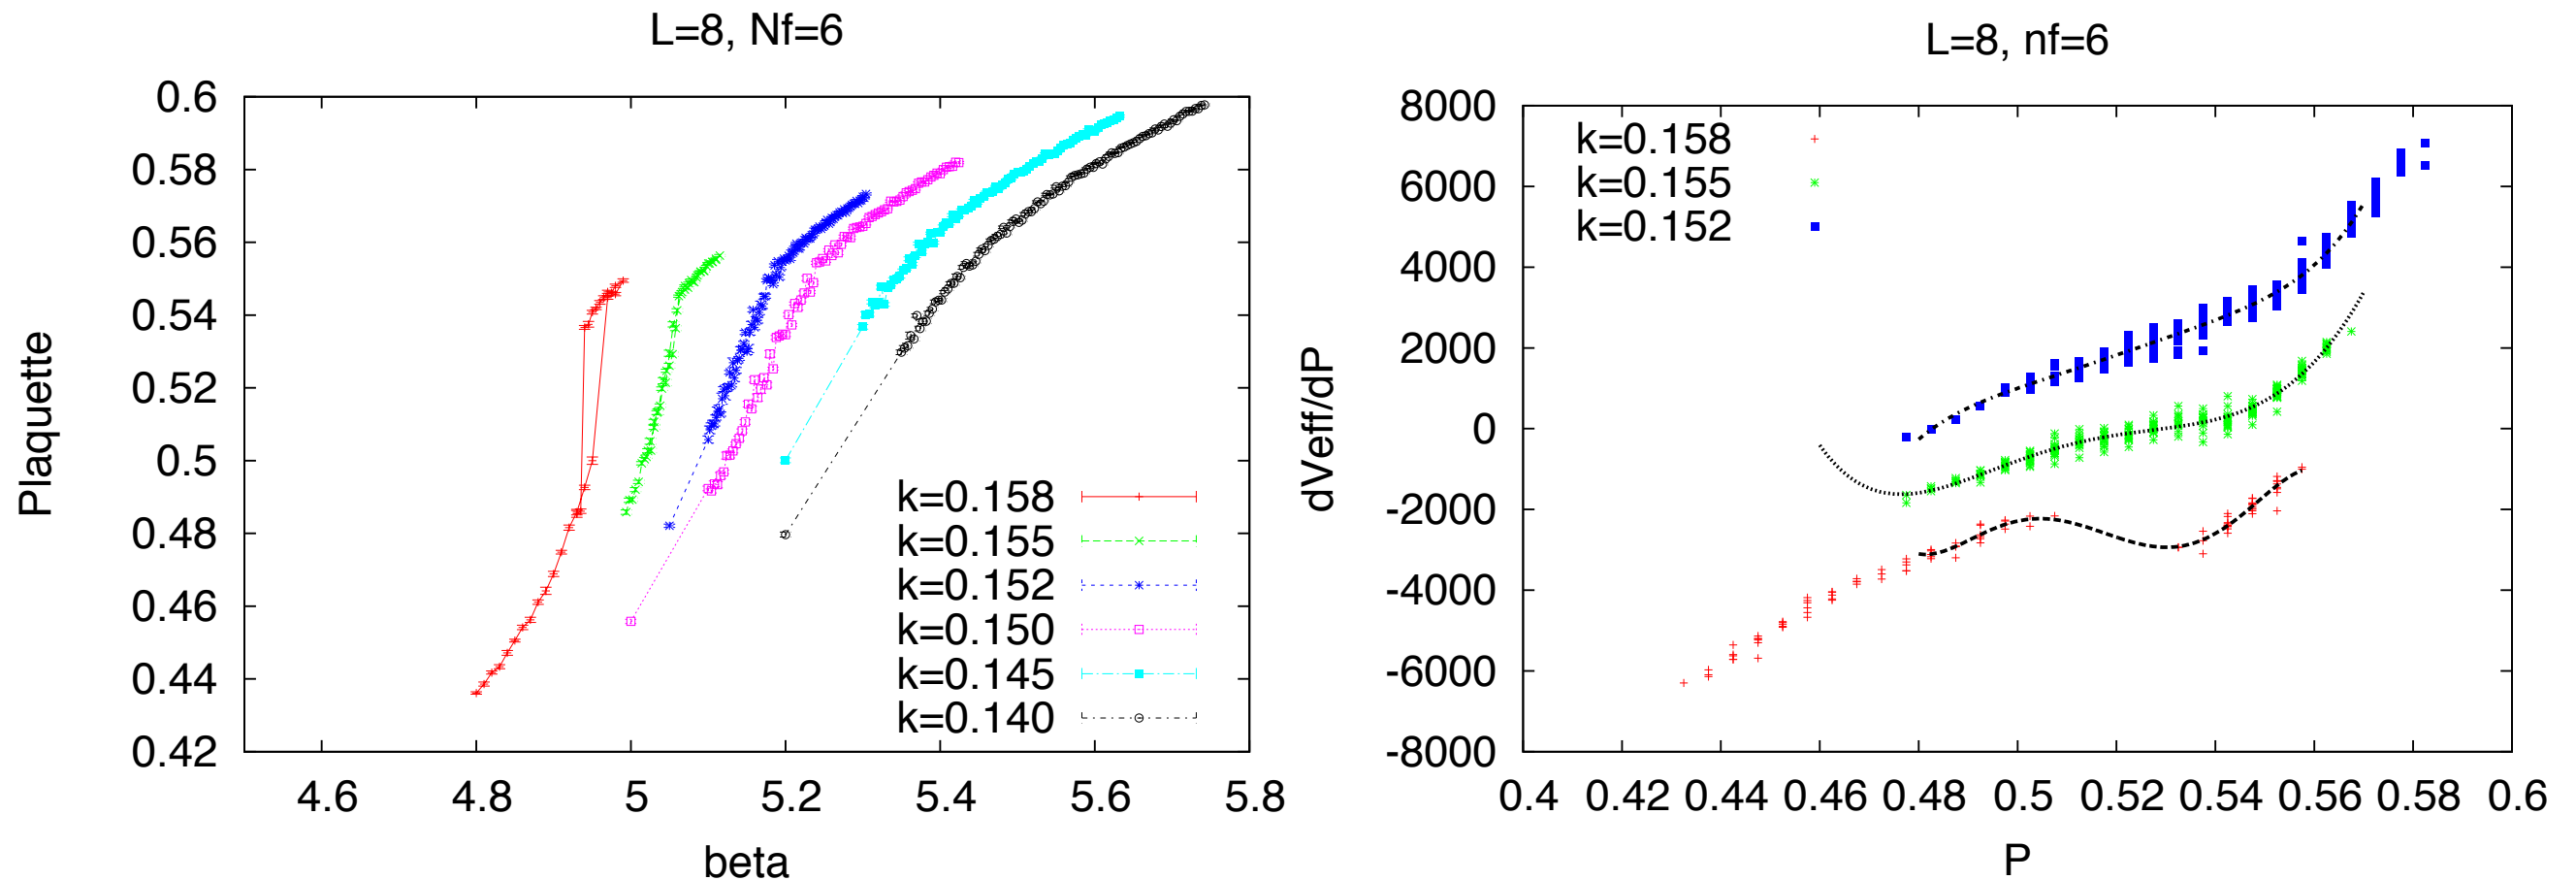 L=8, Nf=6
Plaquette
0.6
0.58
0.56
0.54
0.52
0.5
0.48
0.46
0.44
0.42
k=0.158
k=0.155
k=0.152
k=0.150
k=0.145
k=0.140
4.6 4.8 5 5.2 5.4 5.6 5.8
beta
L=8, nf=6
dVeff/dP
8000
6000
4000
2000
0
-2000
-4000
-6000
-8000
k=0.158
k=0.155
k=0.152
0.4 0.42 0.44 0.46 0.48 0.5 0.52 0.54 0.56 0.58 0.6
P